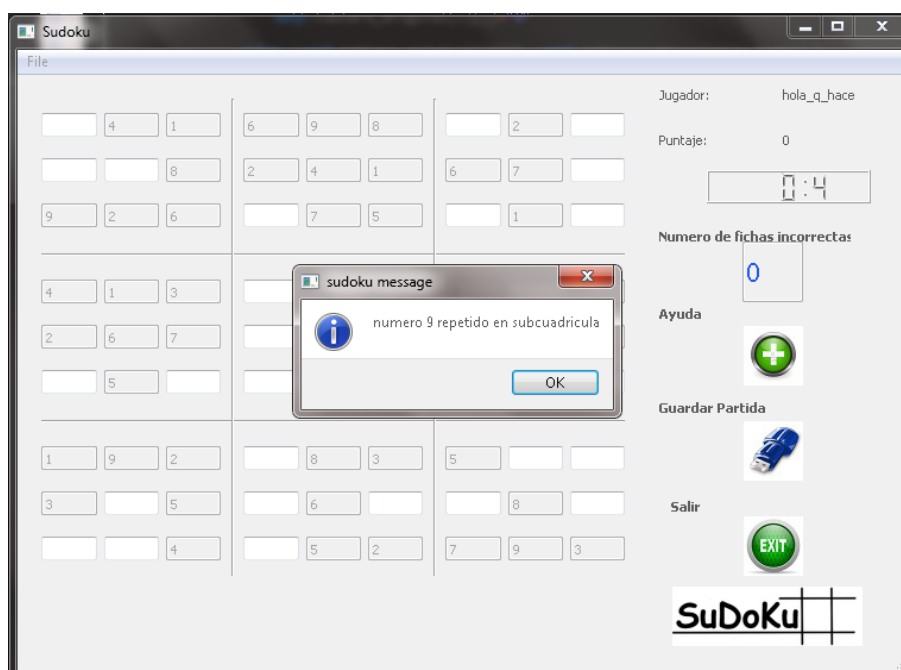 Sudoku
File
Jugador: hola_q_hace
4 1 6 9 8 2
Puntaje: 0
8 2 4 1 6 7
0:4
9 2 6 7 5 1
Numero de fichas incorrectas
0
sudoku message
4 1 3
numero 9 repetido en subcuadricula
Ayuda
2 6 7
OK
5
Guardar Partida
1 9 2 8 3 5
3 5 6 8
Salir
4 5 2 7 9 3
EXIT
SuDoKu